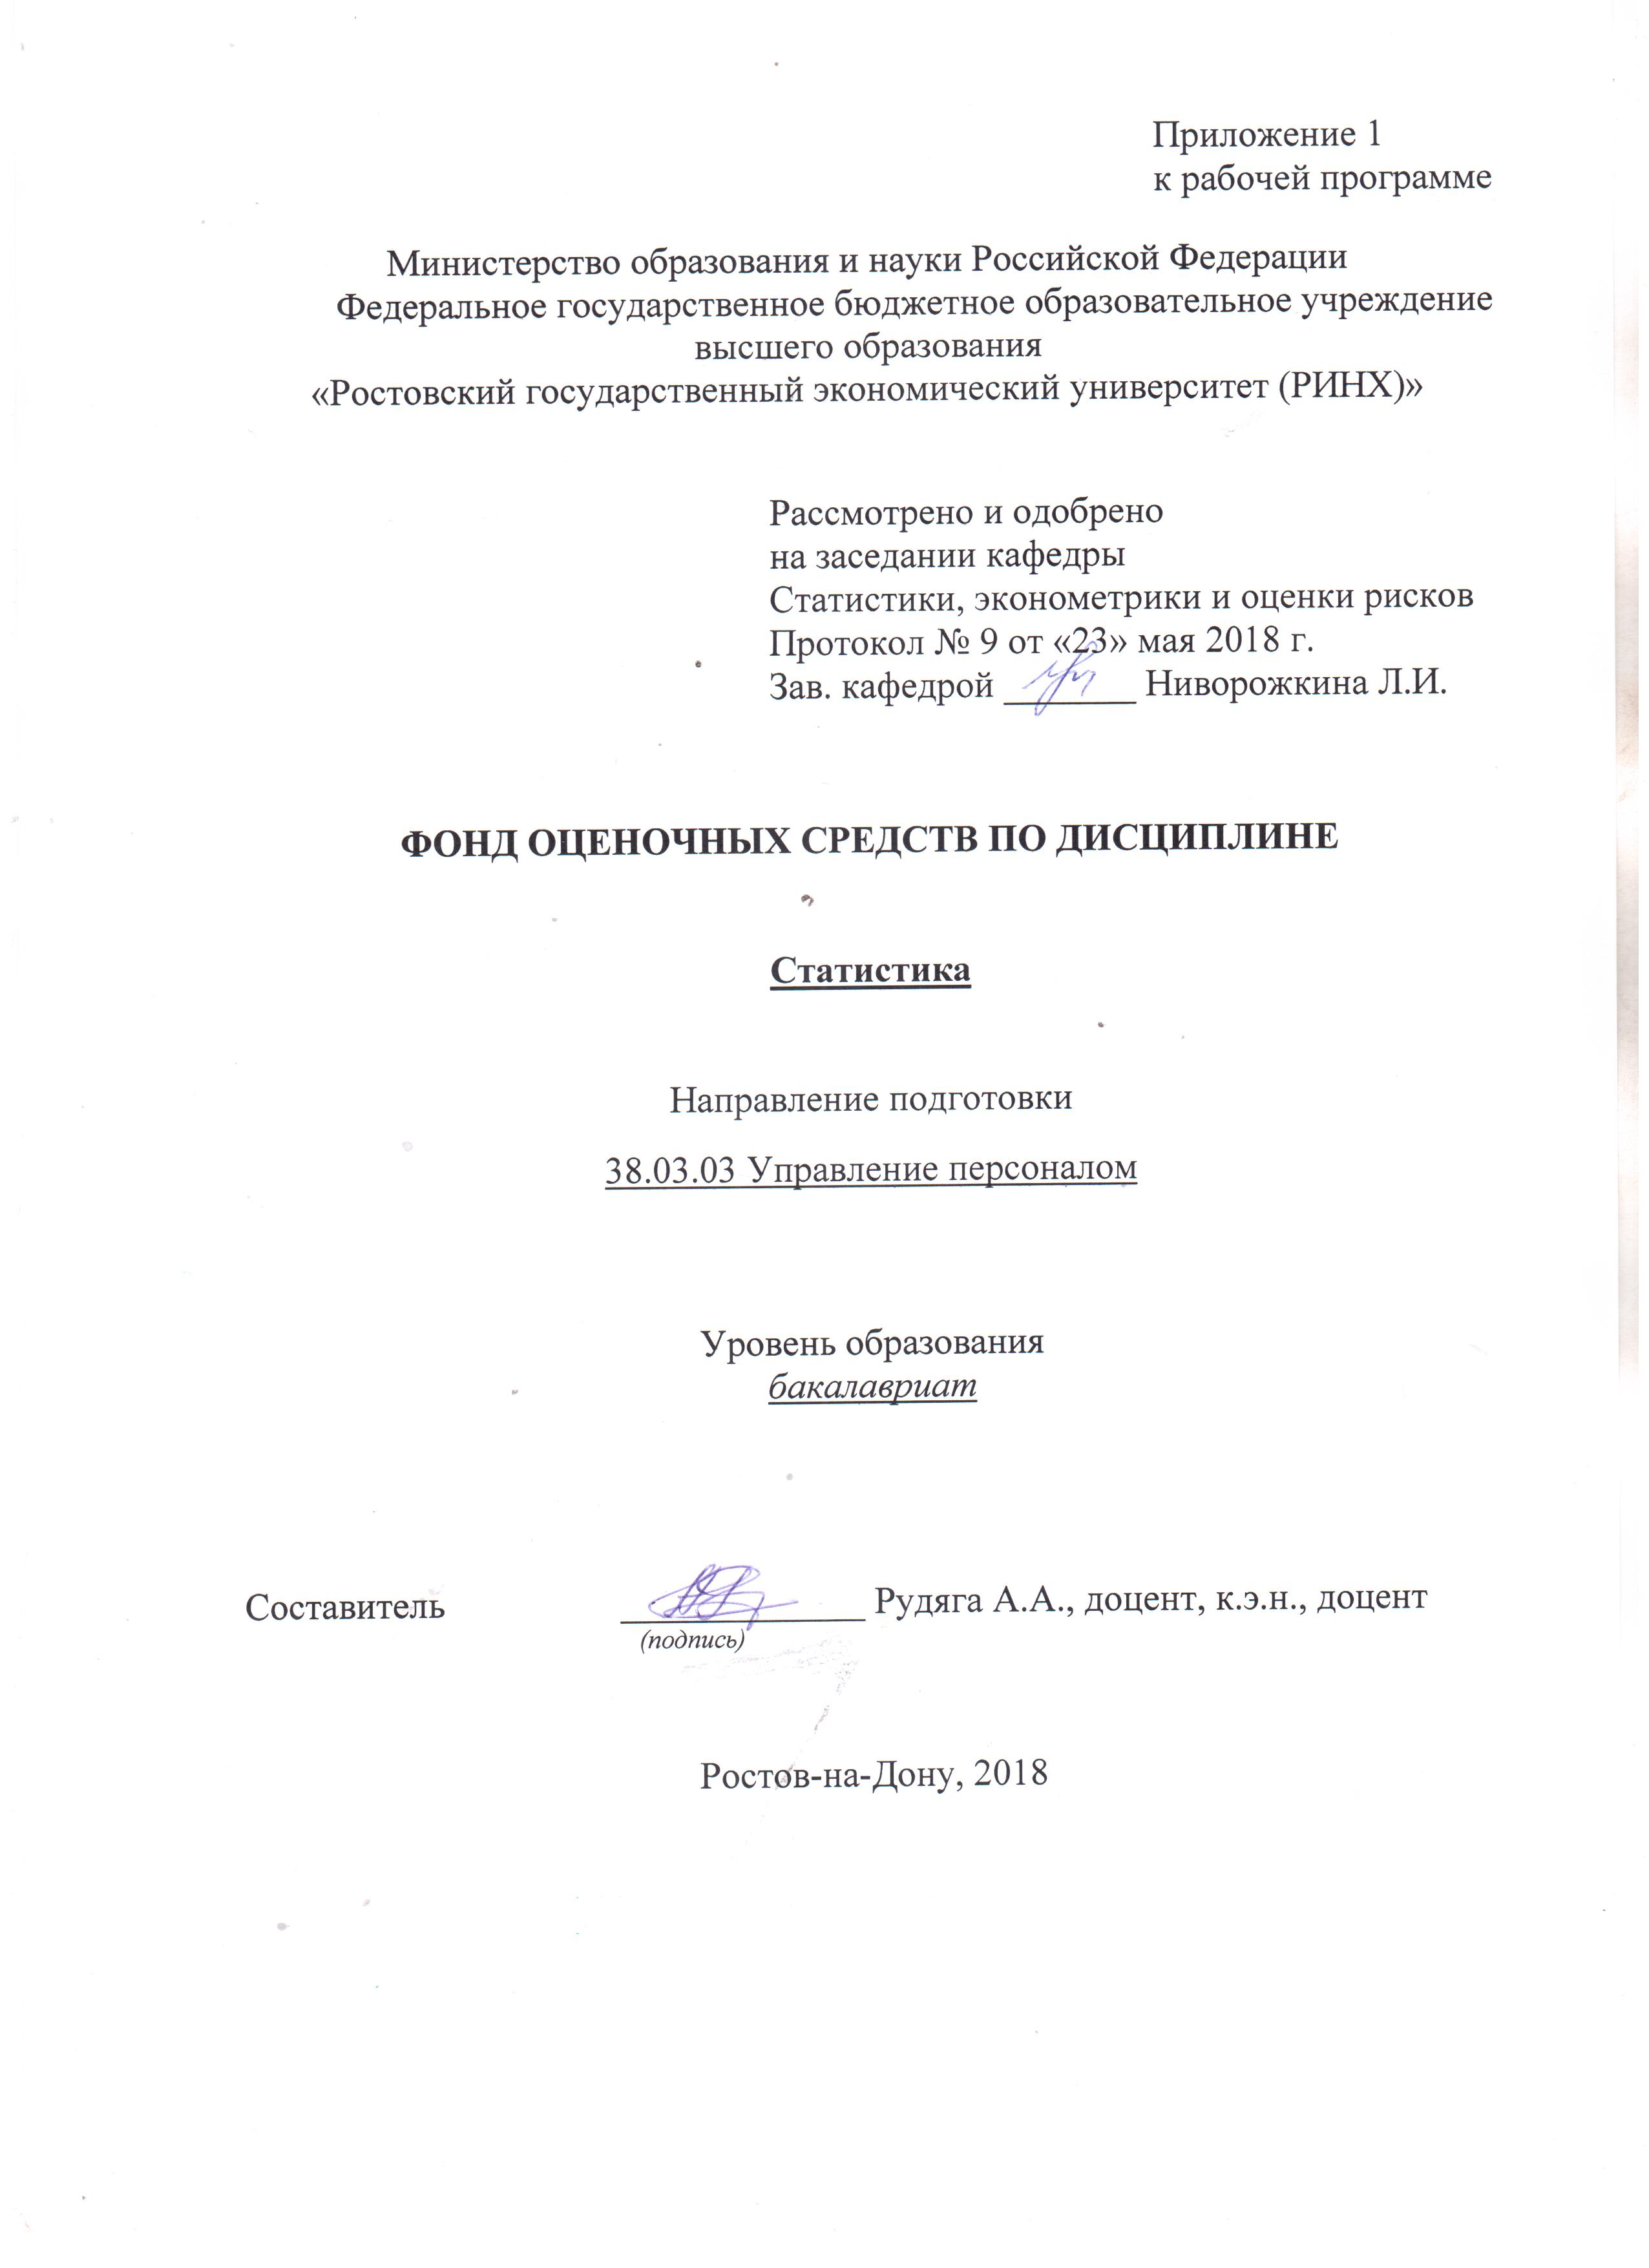 Приложение 1
к рабочей программе
Министерство образования и науки Российской Федерации
Федеральное государственное бюджетное образовательное учреждение
высшего образования
«Ростовский государственный экономический университет (РИНХ)»
Рассмотрено и одобрено
на заседании кафедры
Статистики, эконометрики и оценки рисков
Протокол № 9 от «23» мая 2018 г.
Зав. кафедрой _______ Ниворожкина Л.И.
ФОНД ОЦЕНОЧНЫХ СРЕДСТВ ПО ДИСЦИПЛИНЕ
Статистика
Направление подготовки
38.03.03 Управление персоналом
Уровень образования
бакалавриат
Составитель _____________ Рудяга А.А., доцент, к.э.н., доцент
(подпись)
Ростов-на-Дону, 2018